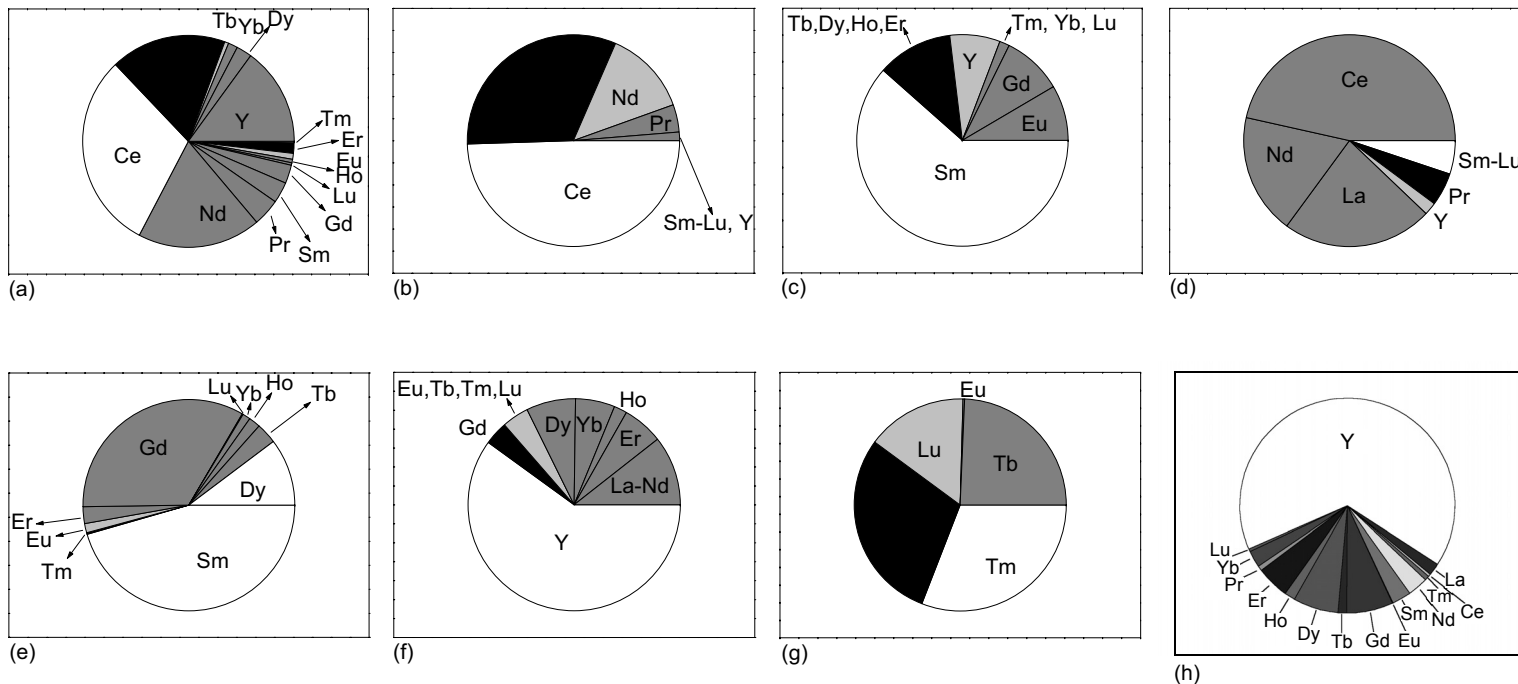 Tb
Yb
Dy
Y
Tm
Er
Eu
Ho
Lu
Gd
Sm
Pr
Nd
Ce
(a)
Nd
Pr
Ce
Sm-Lu, Y
(b)
Tb,Dy,Ho,Er
Tm, Yb, Lu
Y
Gd
Eu
Sm
(c)
Ce
Nd
La
Sm-Lu
Pr
Y
(d)
Lu
Yb
Ho
Tb
Gd
Dy
Er
Eu
Tm
Sm
(e)
Eu,Tb,Tm,Lu
Ho
Gd
Dy
Yb
Er
La-Nd
Y
(f)
Eu
Lu
Tb
Tm
(g)
Y
Lu
Yb
Pr
Er
Ho
Dy
Tb
Gd
Eu
Sm
Nd
Tm
Ce
La
(h)